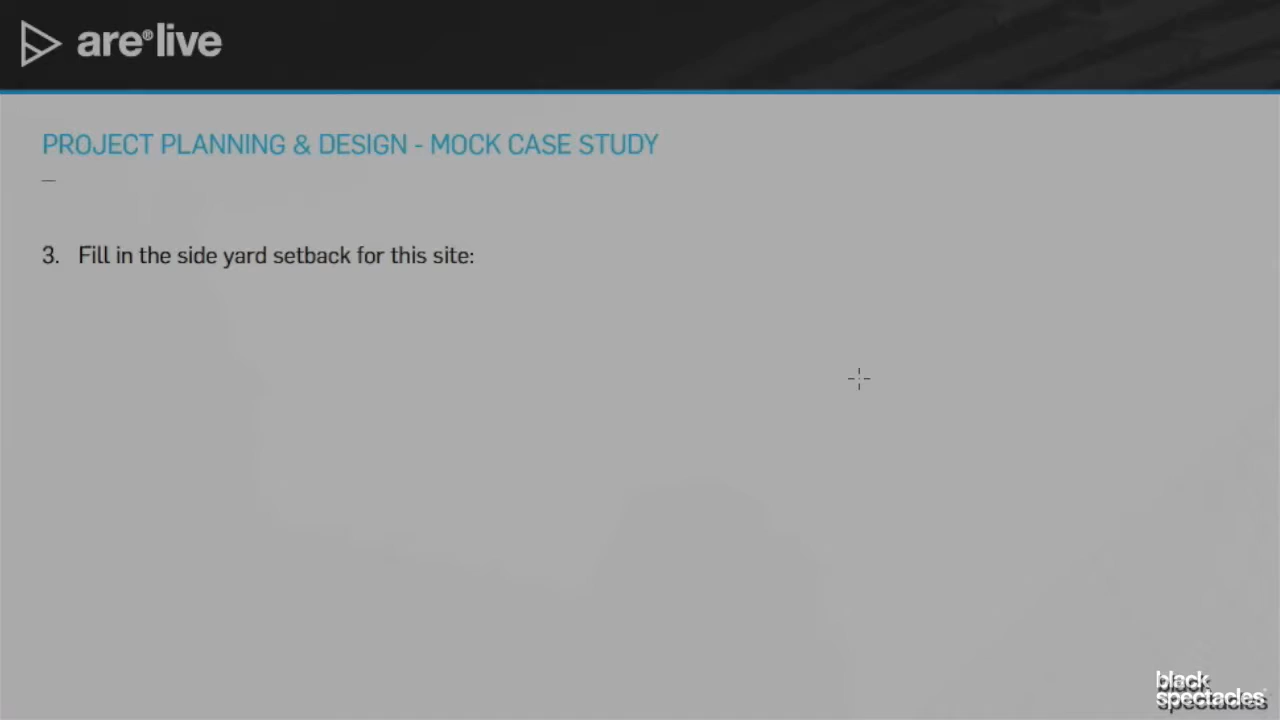 are®live
PROJECT PLANNING & DESIGN - MOCK CASE STUDY
3. Fill in the side yard setback for this site:
black
spectacles